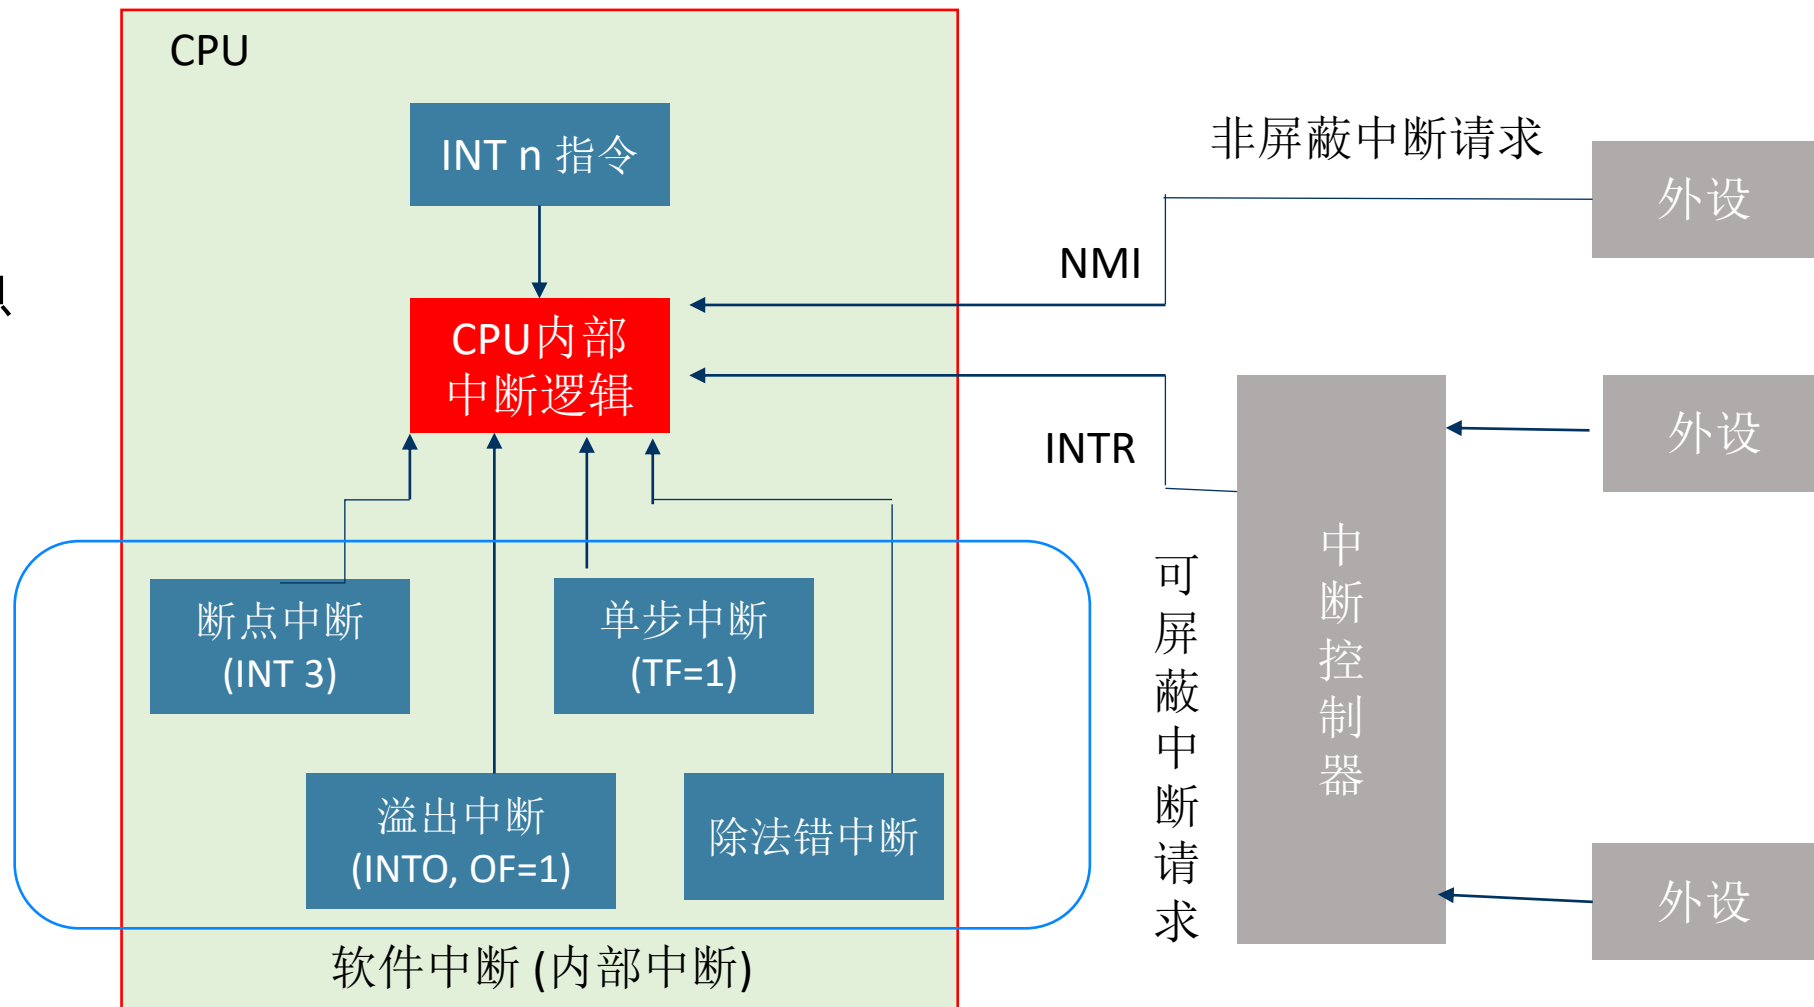 CPU
INT n 指令
非屏蔽中断请求
外设
NMI
CPU内部
中断逻辑
INTR
外设
中断控制器
可屏蔽中断请求
断点中断
(INT 3)
单步中断
(TF=1)
溢出中断
(INTO, OF=1)
除法错中断
外设
软件中断 (内部中断)